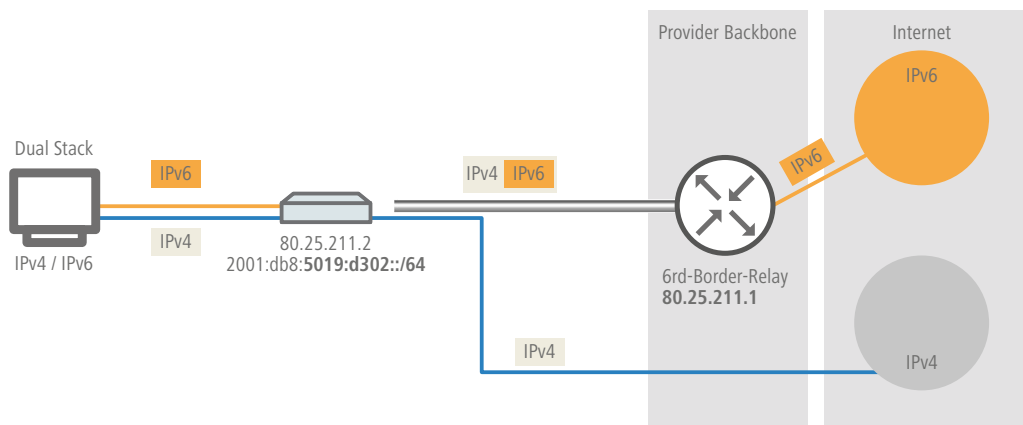 Provider Backbone
Internet
IPv6
Dual Stack
IPv6
IPv4 IPv6
IPv6
IPv4
IPv4 / IPv6
80.25.211.2
2001:db8:5019:d302::/64
6rd-Border-Relay
80.25.211.1
IPv4
IPv4